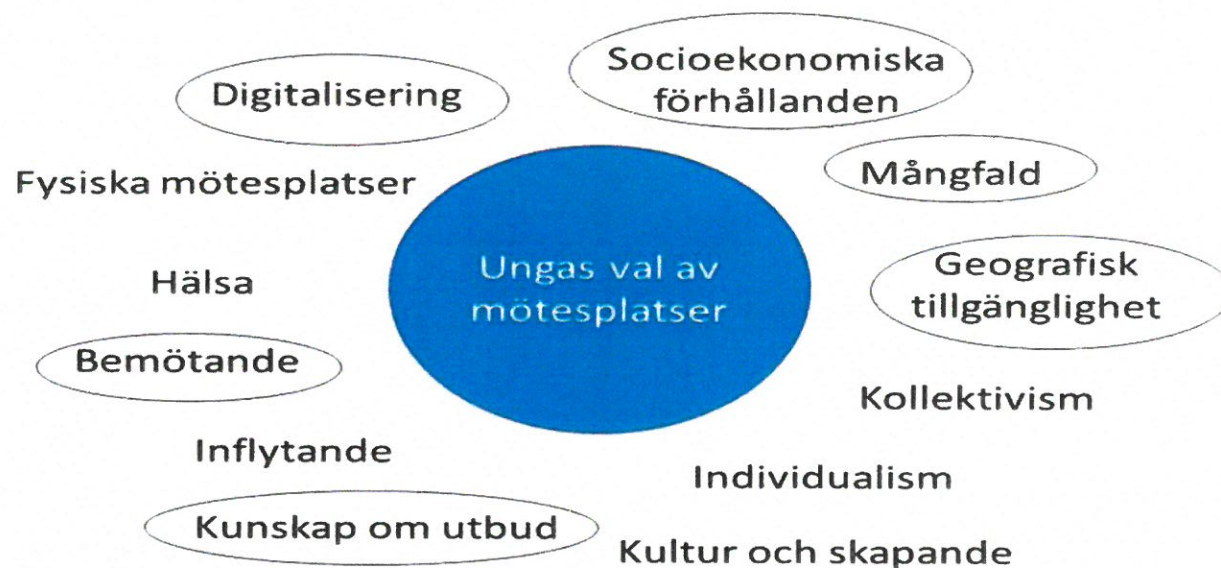 Socioekonomiska
förhållanden
Digitalisering
Mångfald
Fysiska mötesplatser
Ungas val av
mötesplatser
Geografisk
tillgänglighet
Hälsa
Bemötande
Kollektivism
Inflytande
Individualism
Kunskap om utbud
Kultur och skapande